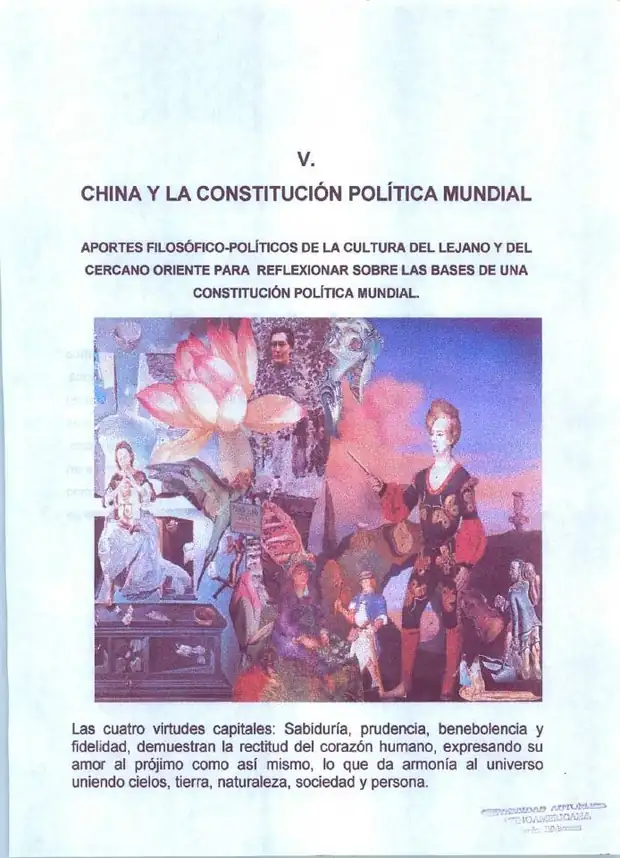 V.
CHINA Y LA CONSTITUCIÓN POLÍTICA MUNDIAL
APORTES FILOSÓFICO-POLÍTICOS DE LA CULTURA DEL LEJANO Y DEL
CERCANO ORIENTE PARA REFLEXIONAR SOBRE LAS BASES DE UNA
CONSTITUCIÓN POLÍTICA MUNDIAL.
Las cuatro virtudes capitales: Sabiduría, prudencia, benebolencia y
fidelidad, demuestran la rectitud del corazón humano, expresando su
amor al prójimo como así mismo, lo que da armonía al universo
uniendo cielos, tierra, naturaleza, sociedad y persona.